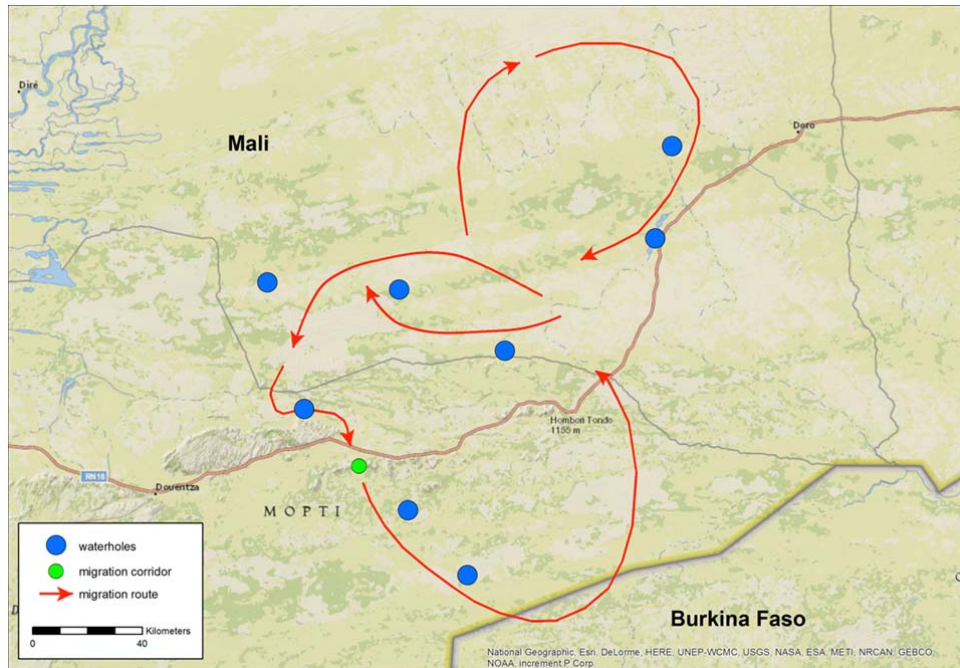 Diré
Mali
Doro
Hombori Tondo
1155 m
RN16
Douentza
MOPTI
waterholes
migration corridor
migration route
Kilometers
0 40
Burkina Faso
National Geographic, Esri, DeLorme, HERE, UNEP-WCMC, USGS, NASA, ESA, METI, NRCAN, GEBCO,
NOAA, increment P Corp.